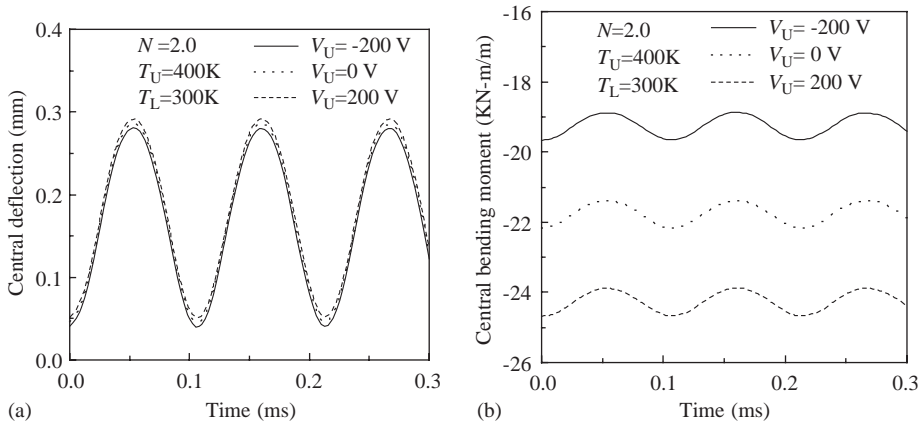 0.4
0.3
0.2
0.1
0.0
Central deflection (mm)
N =2.0
T_U=400K
T_L=300K
V_U= -200 V
V_U=0 V
V_U=200 V
0.0 0.1 0.2 0.3
(a) Time (ms)
-16
-18
-20
-22
-24
-26
Central bending moment (KN-m/m)
N=2.0
T_U=400K
T_L=300K
V_U= -200 V
V_U= 0 V
V_U= 200 V
0.0 0.1 0.2 0.3
(b) Time (ms)